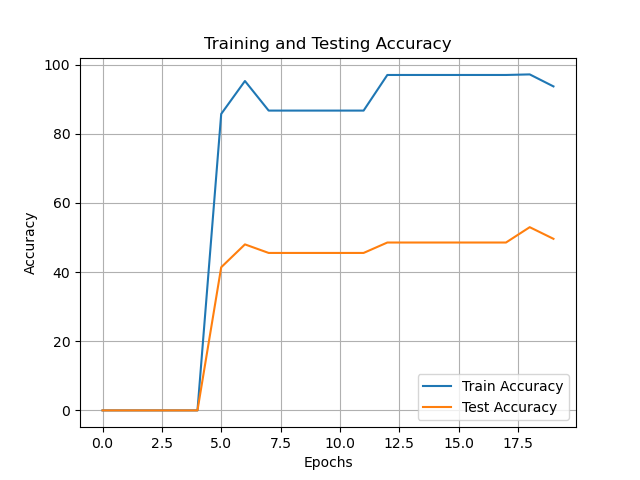 Training and Testing Accuracy
100
80
60
40
20
0
Accuracy
0.0 2.5 5.0 7.5 10.0 12.5 15.0 17.5
Epochs
Train Accuracy
Test Accuracy